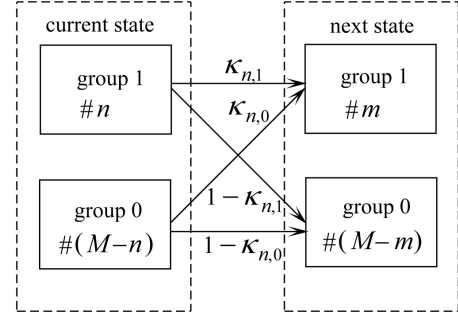 current state
next state
group 1
#n
κn,1
κn,0
group 1
#m
group 0
#(M−n)
1 − κn,1
1 − κn,0
group 0
#(M−m)